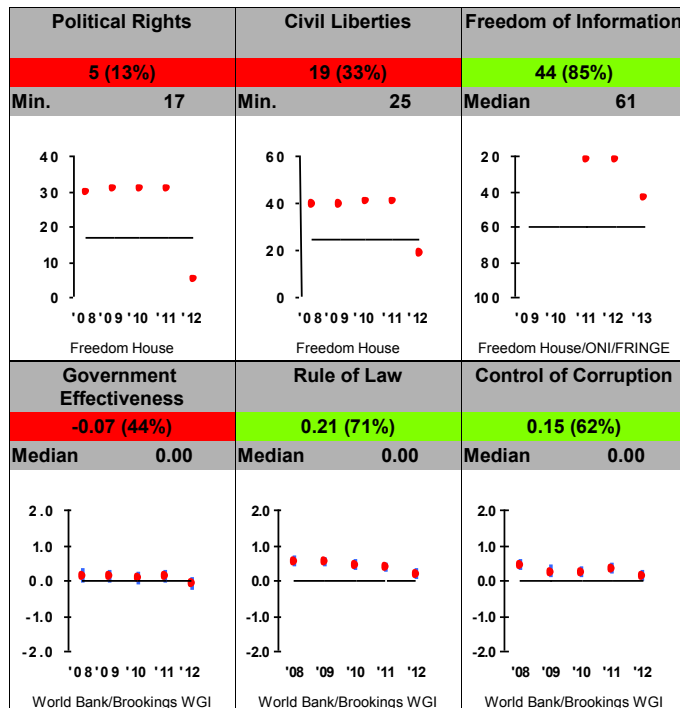 Political Rights
5 (13%)
Min. 17
40
30
20
10
0
'08 '09 '10 '11 '12
Freedom House
Civil Liberties
19 (33%)
Min. 25
60
40
20
0
'08 '09 '10 '11 '12
Freedom House
Freedom of Information
44 (85%)
Median 61
20
40
60
80
100
'09 '10 '11 '12 '13
Freedom House/ONI/FRINGE
Government
Effectiveness
-0.07 (44%)
Median 0.00
2.0
1.0
0.0
-1.0
-2.0
'08 '09 '10 '11 '12
World Bank/Brookings WGI
Rule of Law
0.21 (71%)
Median 0.00
2.0
1.0
0.0
-1.0
-2.0
'08 '09 '10 '11 '12
World Bank/Brookings WGI
Control of Corruption
0.15 (62%)
Median 0.00
2.0
1.0
0.0
-1.0
-2.0
'08 '09 '10 '11 '12
World Bank/Brookings WGI